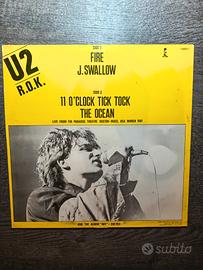 U2
R.O.K.
SIDE 1
FIRE
J. SWALLOW
SIDE 2
11 O'CLOCK TICK TOCK
THE OCEAN
LIVE FROM THE PARADISE THEATRE BOSTON-MASS, USA MARCH 6TH
subito